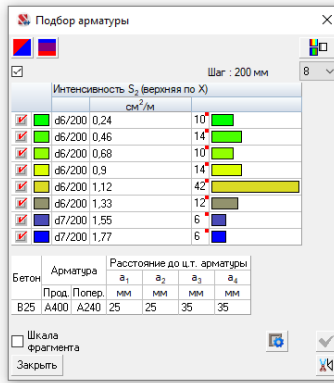 Подбор арматуры
Шаг : 200 мм
8
Интенсивность S2 (верхняя по X)
см2/м
d6/200 0,24 10
d6/200 0,46 14
d6/200 0,68 10
d6/200 0,9 14
d6/200 1,12 42
d6/200 1,33 12
d7/200 1,55 6
d7/200 1,77 6
Бетон Арматура Расстояние до ц.т. арматуры
a1 a2 a3 a4
Прод. Попер. мм мм мм мм
B25 A400 A240 25 25 35 35
Шкала
фрагмента
Закрыть